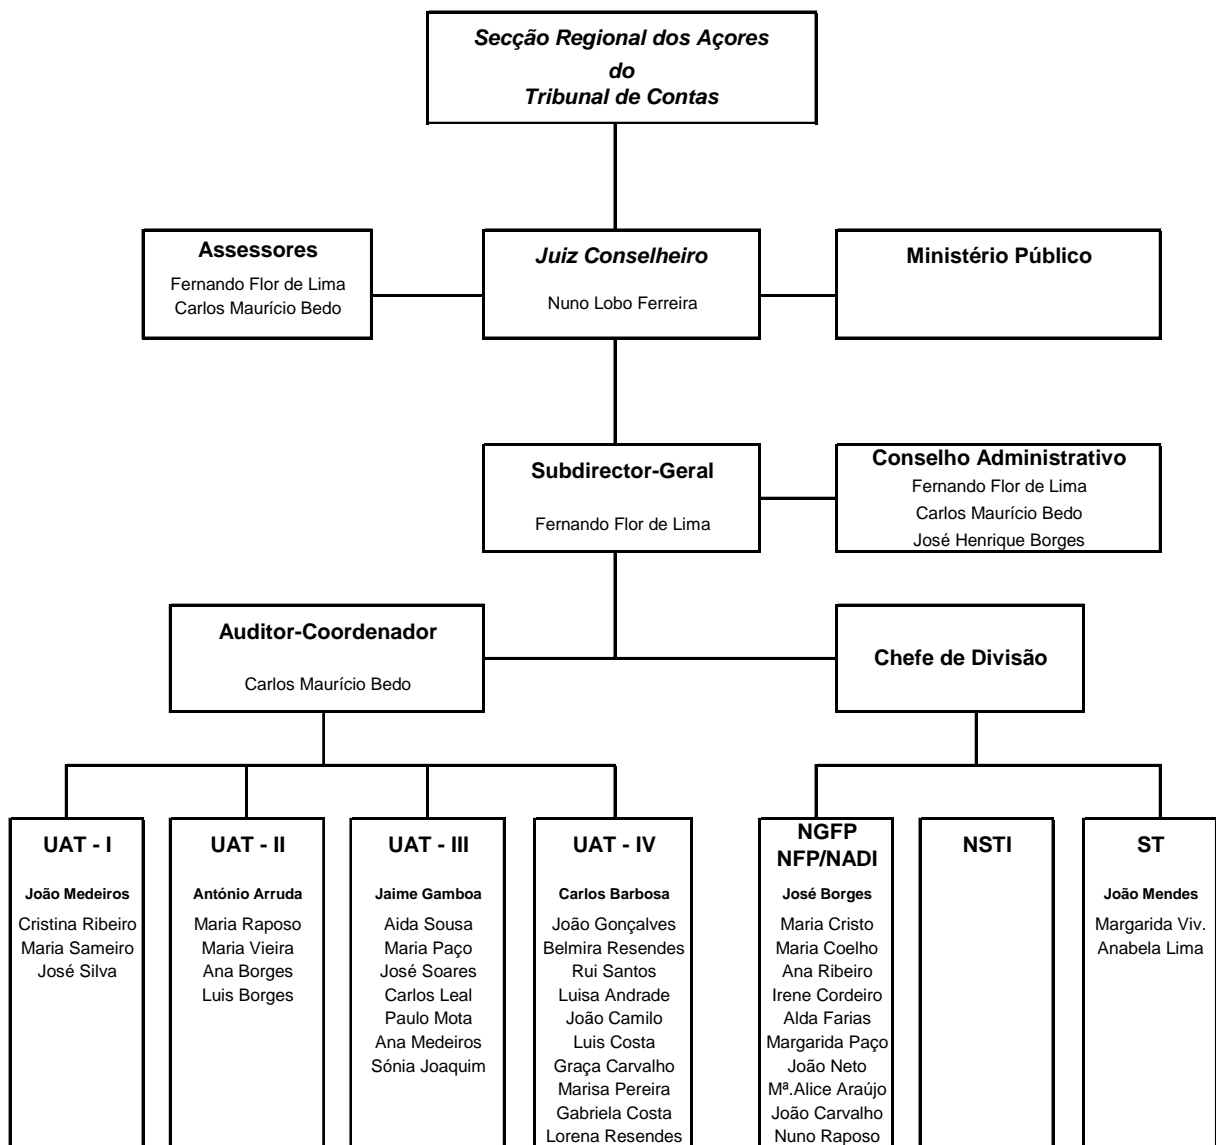 Secção Regional dos Açores
do
Tribunal de Contas
Assessores
Fernando Flor de Lima
Carlos Maurício Bedo
Juiz Conselheiro
Nuno Lobo Ferreira
Ministério Público
Subdirector-Geral
Fernando Flor de Lima
Conselho Administrativo
Fernando Flor de Lima
Carlos Maurício Bedo
José Henrique Borges
Auditor-Coordenador
Carlos Maurício Bedo
Chefe de Divisão
UAT - I
João Medeiros
Cristina Ribeiro
Maria Sameiro
José Silva
UAT - II
António Arruda
Maria Raposo
Maria Vieira
Ana Borges
Luis Borges
UAT - III
Jaime Gamboa
Aida Sousa
Maria Paço
José Soares
Carlos Leal
Paulo Mota
Ana Medeiros
Sónia Joaquim
UAT - IV
Carlos Barbosa
João Gonçalves
Belmira Resendes
Rui Santos
Luisa Andrade
João Camilo
Luis Costa
Graça Carvalho
Marisa Pereira
Gabriela Costa
Lorena Resendes
NGFP
NFP/NADI
José Borges
Maria Cristo
Maria Coelho
Ana Ribeiro
Irene Cordeiro
Alda Farias
Margarida Paço
João Neto
Mª.Alice Araújo
João Carvalho
Nuno Raposo
NSTI
ST
João Mendes
Margarida Viv.
Anabela Lima